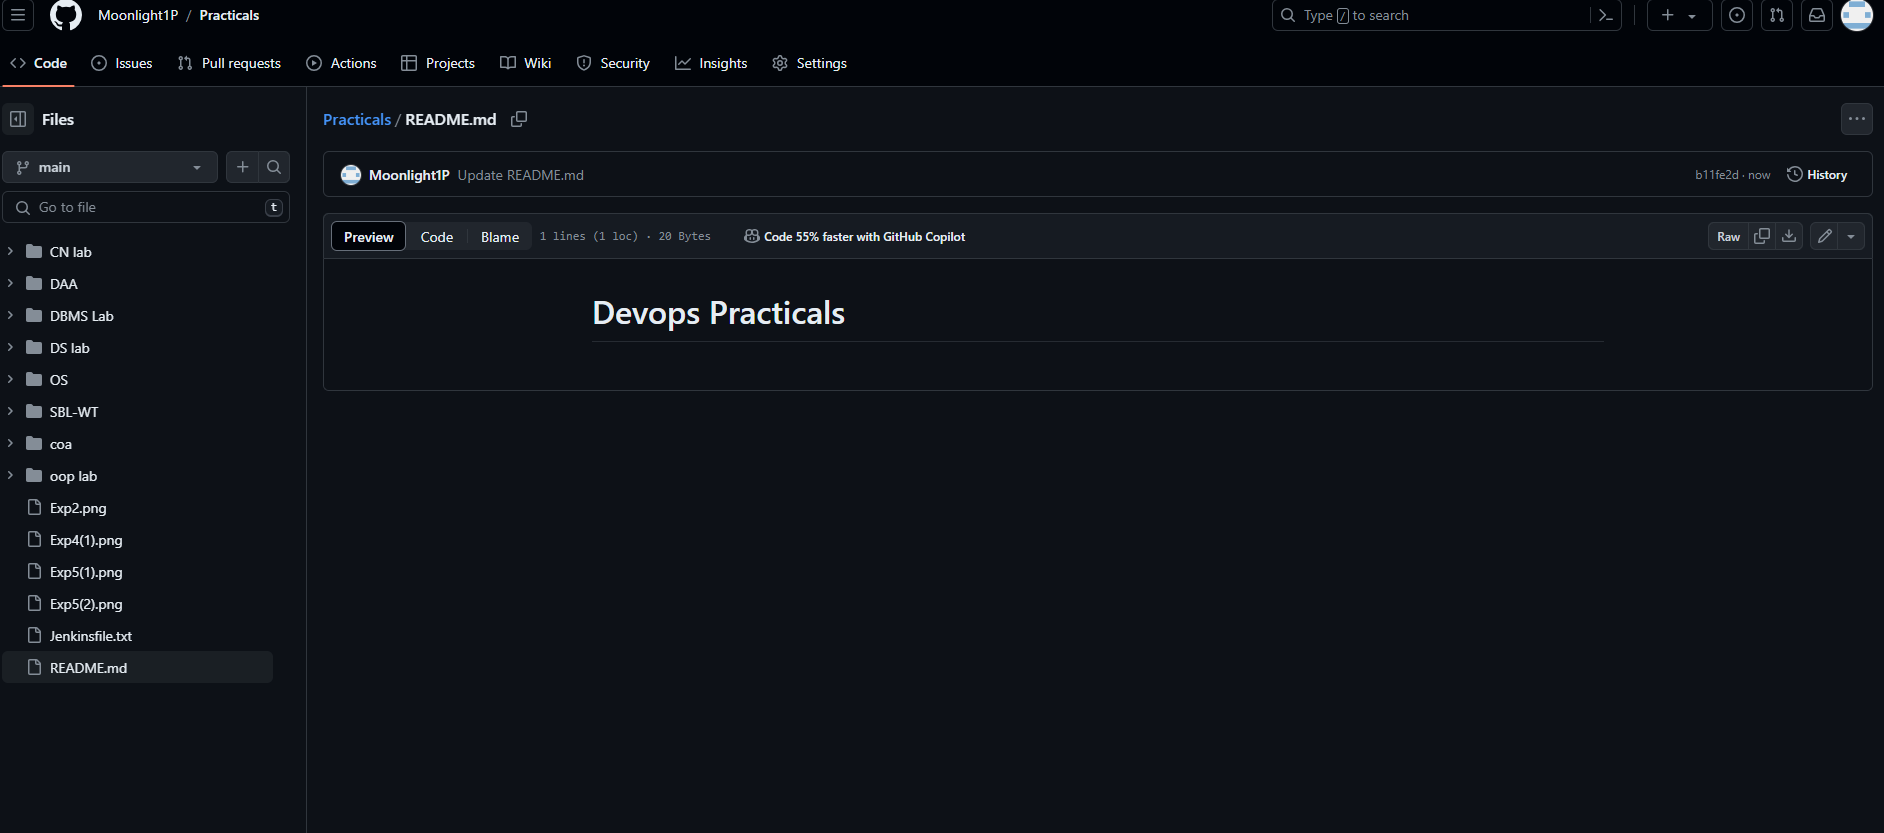 Moonlight1P / Practicals
Type / to search
Code
Issues
Pull requests
Actions
Projects
Wiki
Security
Insights
Settings
Files
main
Go to file
t
CN lab
DAA
DBMS Lab
DS lab
OS
SBL-WT
coa
oop lab
Exp2.png
Exp4(1).png
Exp5(1).png
Exp5(2).png
Jenkinsfile.txt
README.md
Practicals / README.md
Moonlight1P Update README.md
b11fe2d · now
History
Preview
Code
Blame
1 lines (1 loc) · 20 Bytes
Code 55% faster with GitHub Copilot
Raw
Devops Practicals